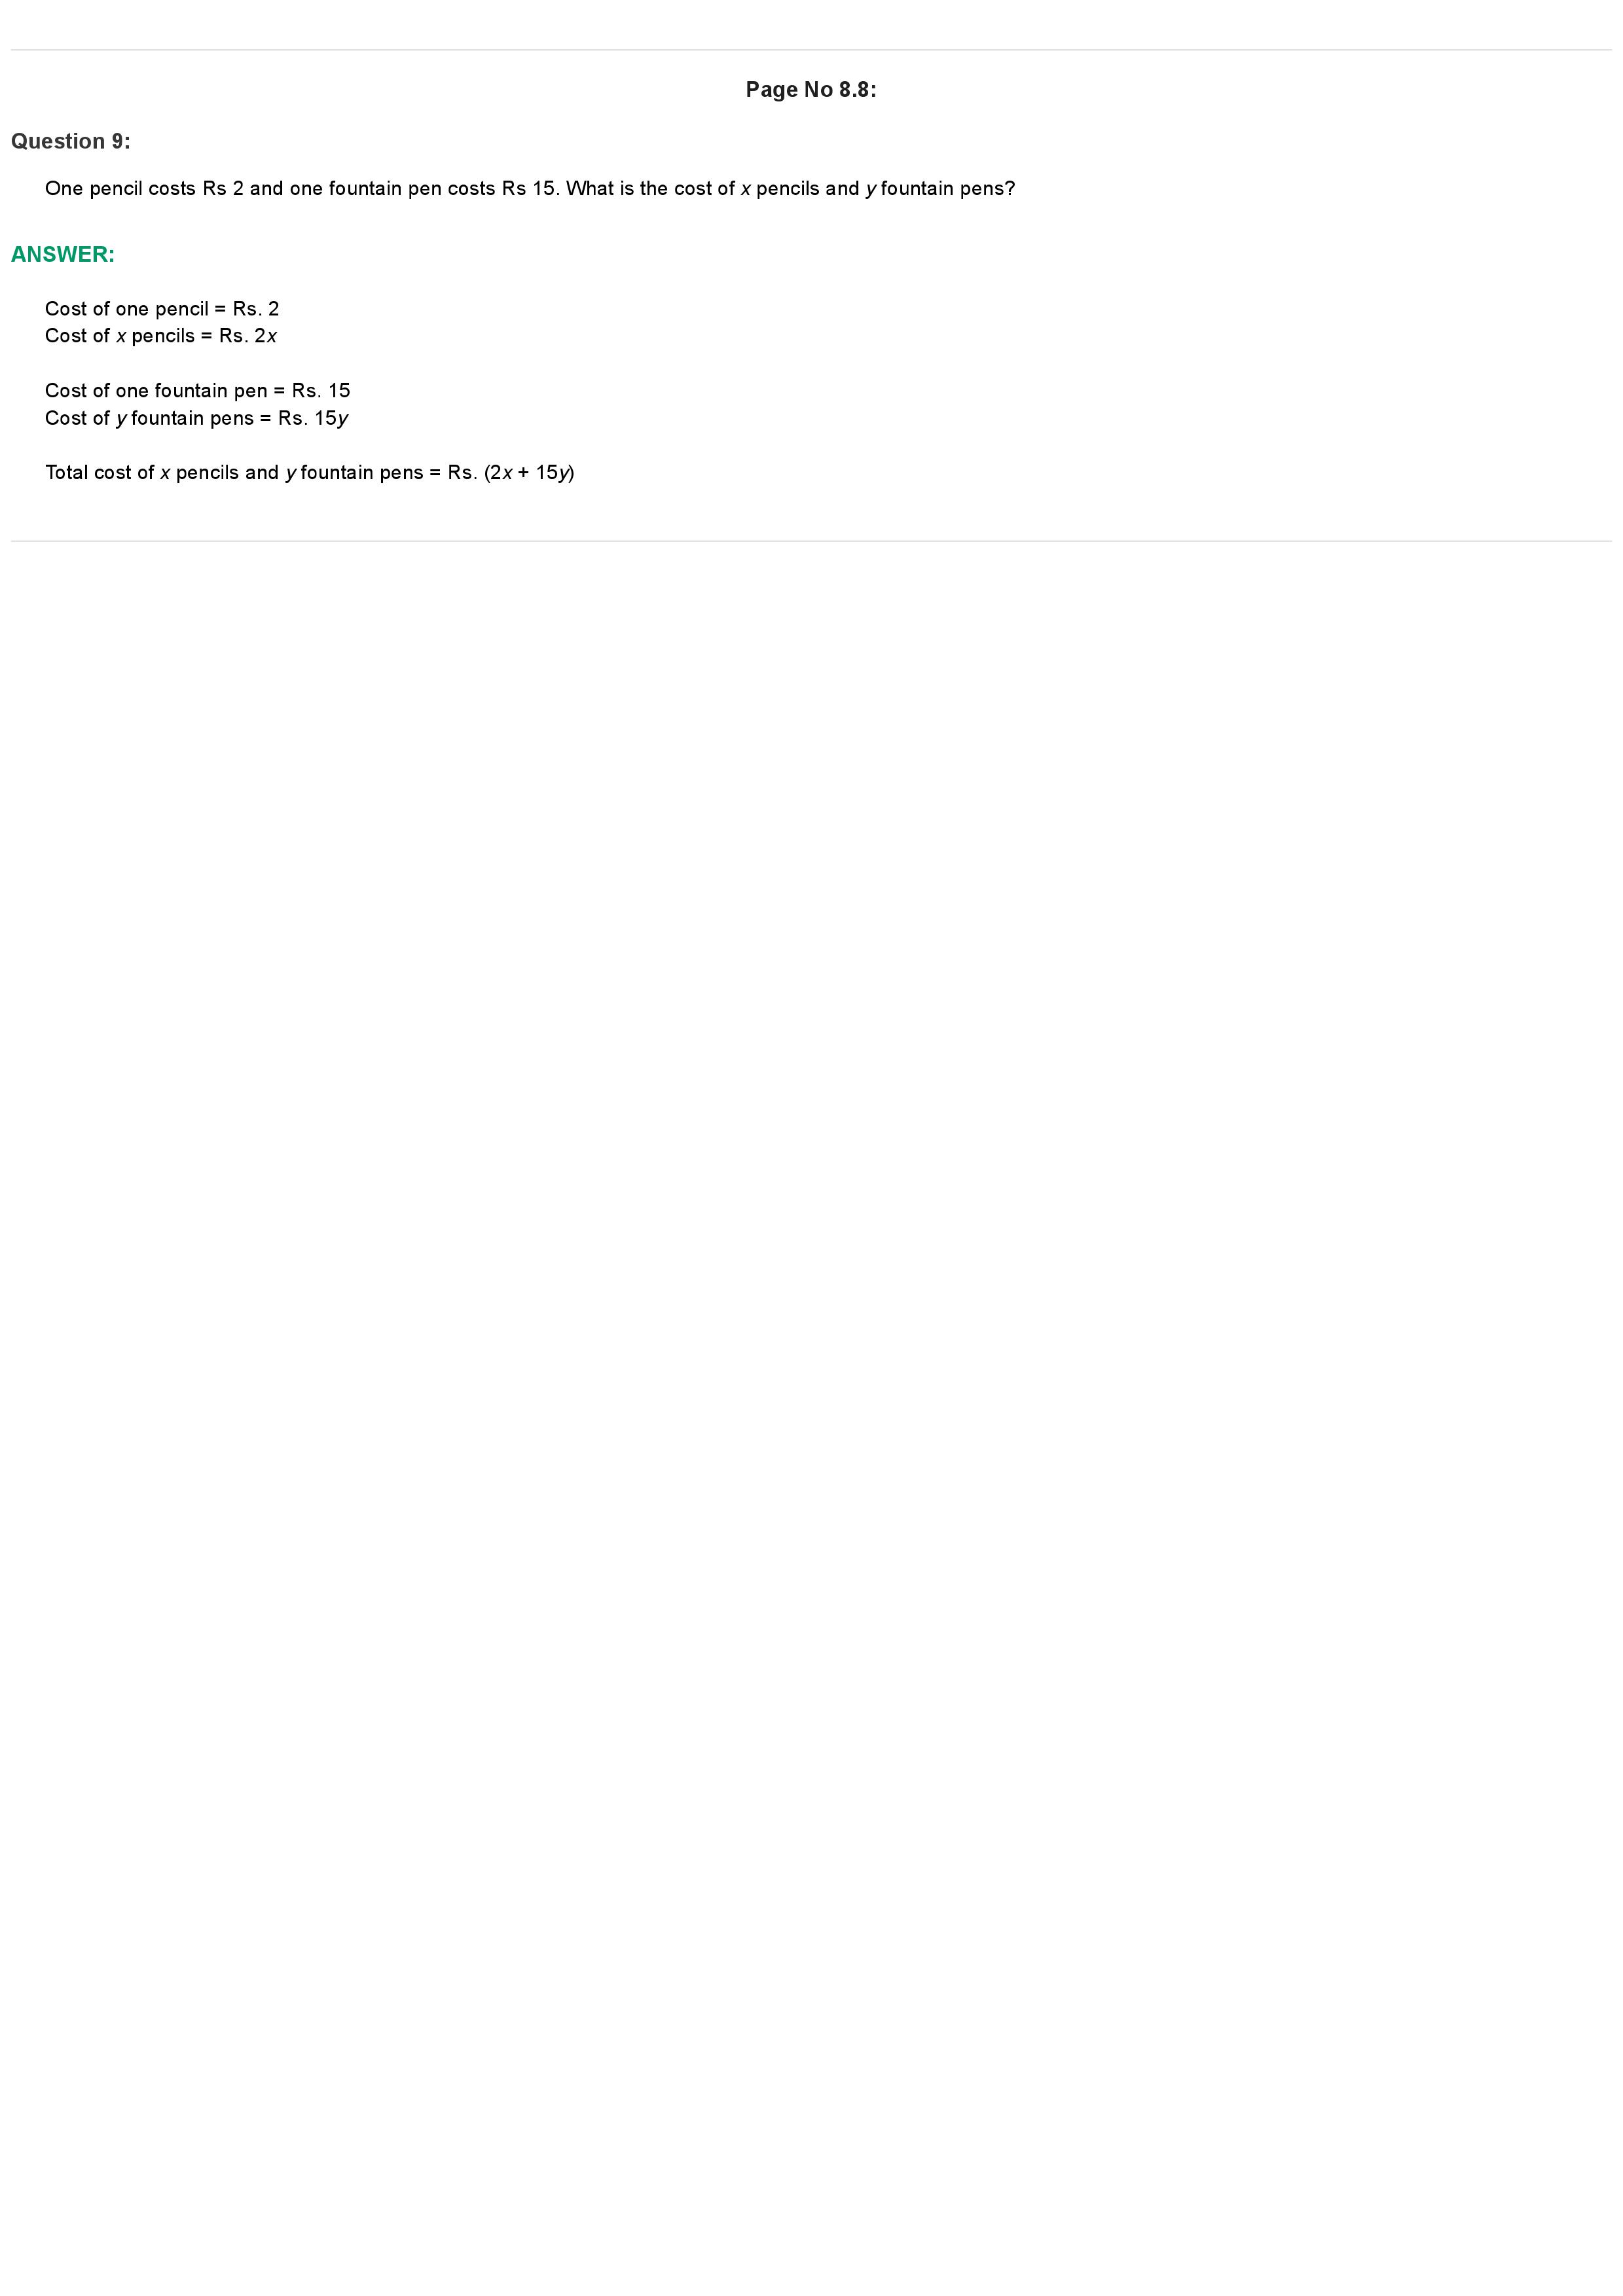 Page No 8.8:
Question 9:
One pencil costs Rs 2 and one fountain pen costs Rs 15. What is the cost of x pencils and y fountain pens?
ANSWER:
Cost of one pencil = Rs. 2
Cost of x pencils = Rs. 2x
Cost of one fountain pen = Rs. 15
Cost of y fountain pens = Rs. 15y
Total cost of x pencils and y fountain pens = Rs. (2x + 15y)